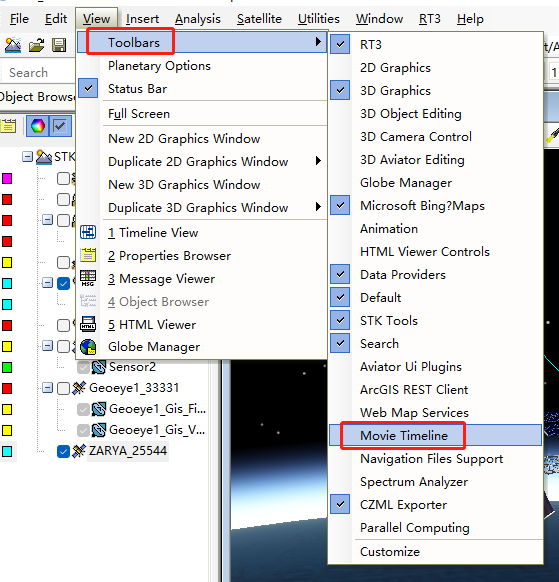 File Edit View Insert Analysis Satellite Utilities Window RT3 Help
Toolbars
Planetary Options
Status Bar
Full Screen
New 2D Graphics Window
Duplicate 2D Graphics Window
New 3D Graphics Window
Duplicate 3D Graphics Window
1 Timeline View
2 Properties Browser
3 Message Viewer
MSG
4 Object Browser
5 HTML Viewer
HTML
Globe Manager
RT3
2D Graphics
3D Graphics
3D Object Editing
3D Camera Control
3D Aviator Editing
Globe Manager
Microsoft Bing?Maps
Animation
HTML Viewer Controls
Data Providers
Default
STK Tools
Search
Aviator Ui Plugins
ArcGIS REST Client
Web Map Services
Movie Timeline
Navigation Files Support
Spectrum Analyzer
CZML Exporter
Parallel Computing
Customize
Search
Object Brows
STK
Sensor2
Geoeye1_33331
Geoeye1_Gis_Fi...
Geoeye1_Gis_V...
ZARYA_25544
t/A
1